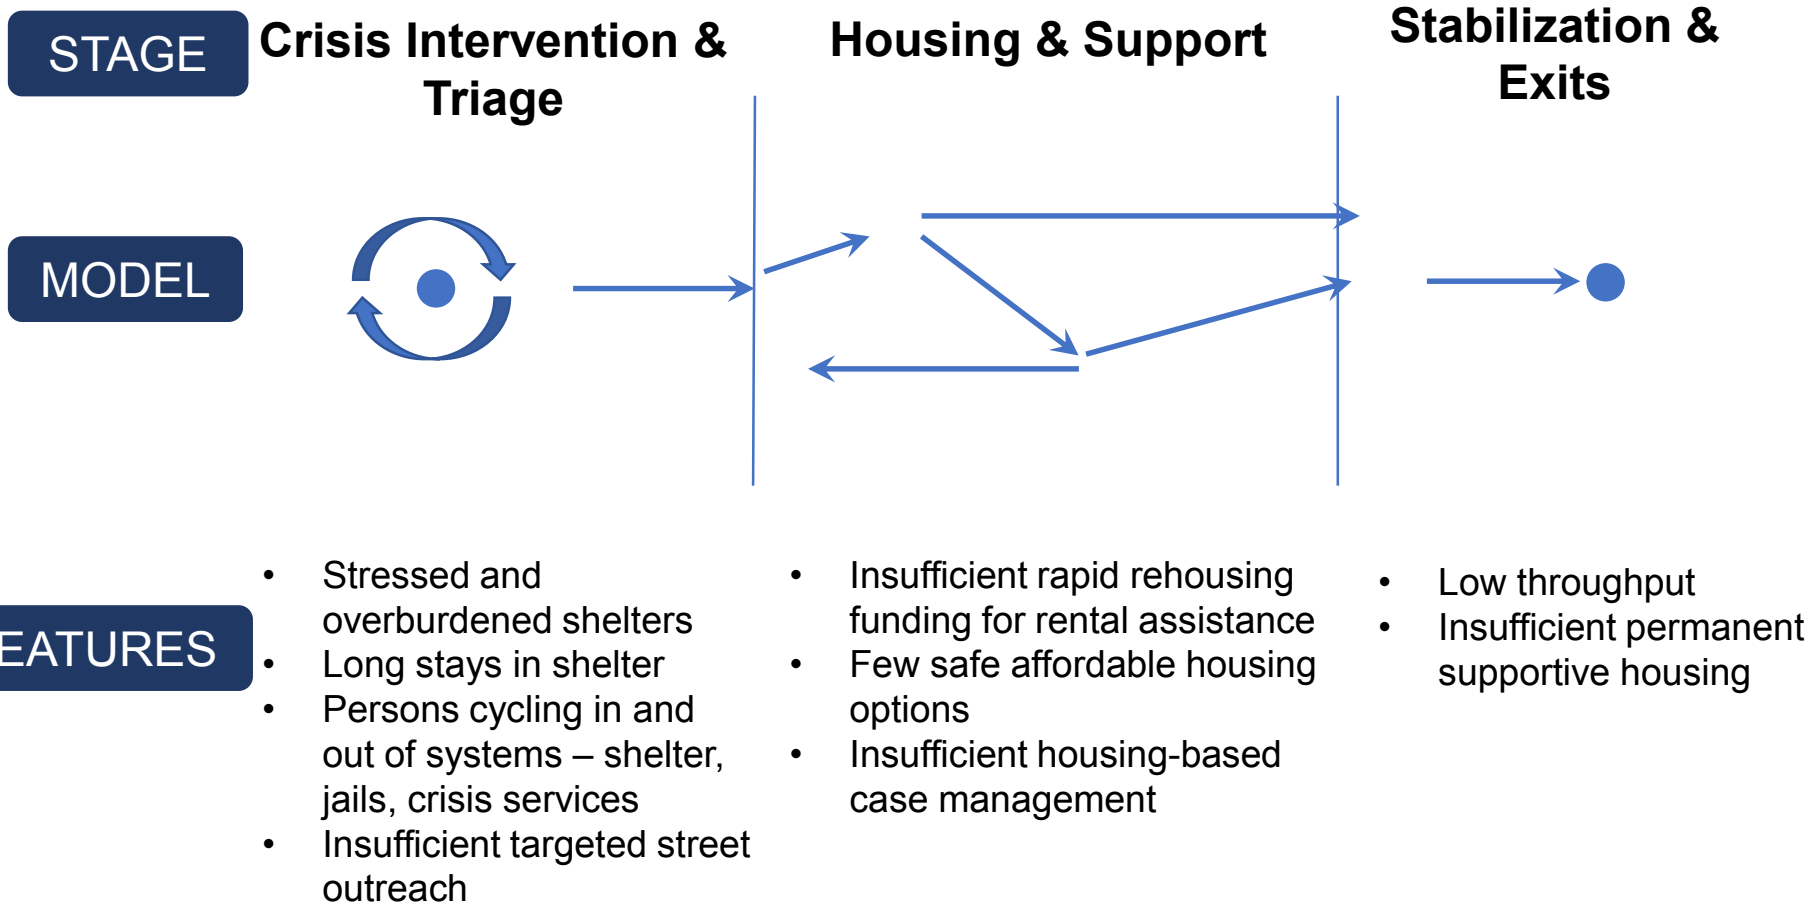 STAGE
Crisis Intervention &
Triage
Housing & Support
Stabilization &
Exits
MODEL
EATURES
• Stressed and
overburdened shelters
• Long stays in shelter
• Persons cycling in and
out of systems – shelter,
jails, crisis services
• Insufficient targeted street
outreach
• Insufficient rapid rehousing
funding for rental assistance
• Few safe affordable housing
options
• Insufficient housing-based
case management
• Low throughput
• Insufficient permanent
supportive housing